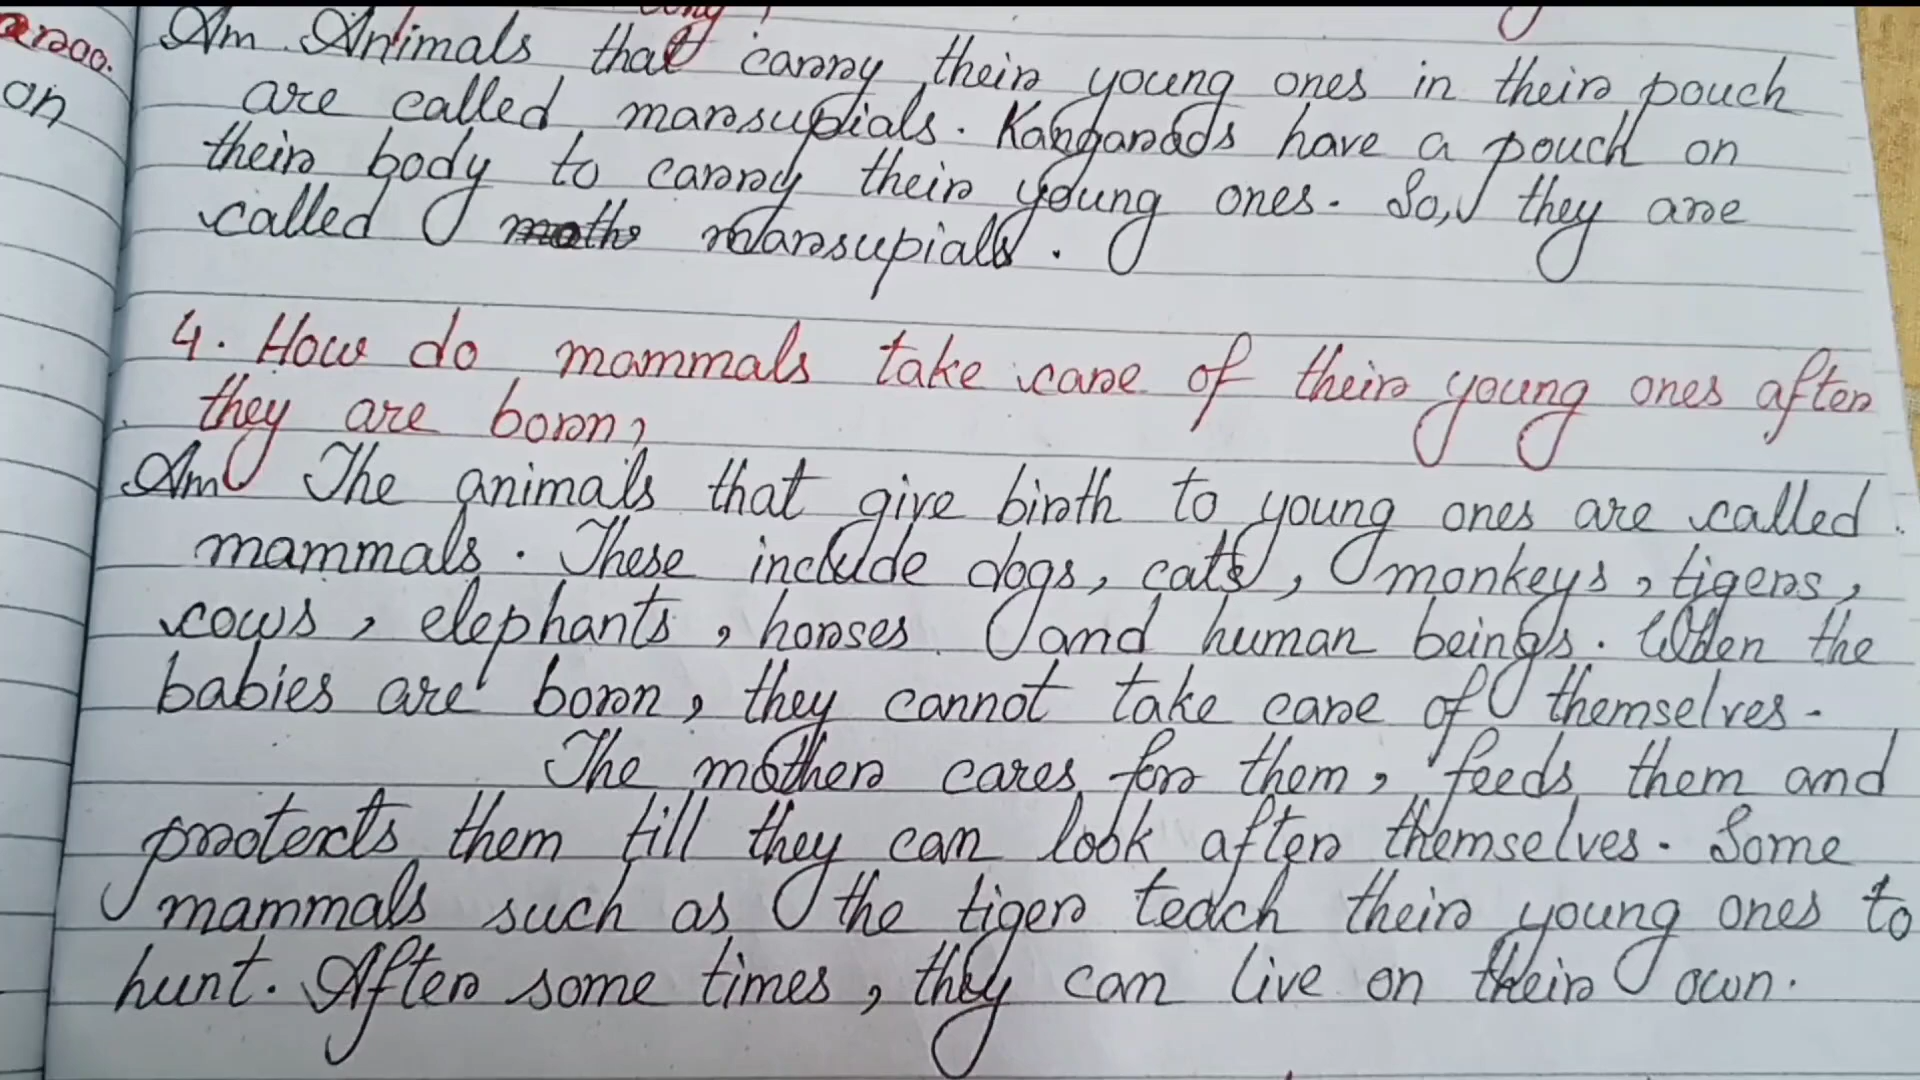 on
Ans Animals that carry their young ones in their pouch
are called marsupials. Kangaroos have a pouch on
their body to carry their young ones. So, they are
called marsupials.
4. How do mammals take care of their young ones after
they are born?
Ans The animals that give birth to young ones are called
mammals. These include dogs, cats, monkeys, tigers,
cows, elephants, horses and human beings. When the
babies are born, they cannot take care of themselves.
The mother cares for them, feeds them and
protects them till they can look after themselves. Some
mammals such as the tiger teach their young ones to
hunt. After some times, they can live on their own.